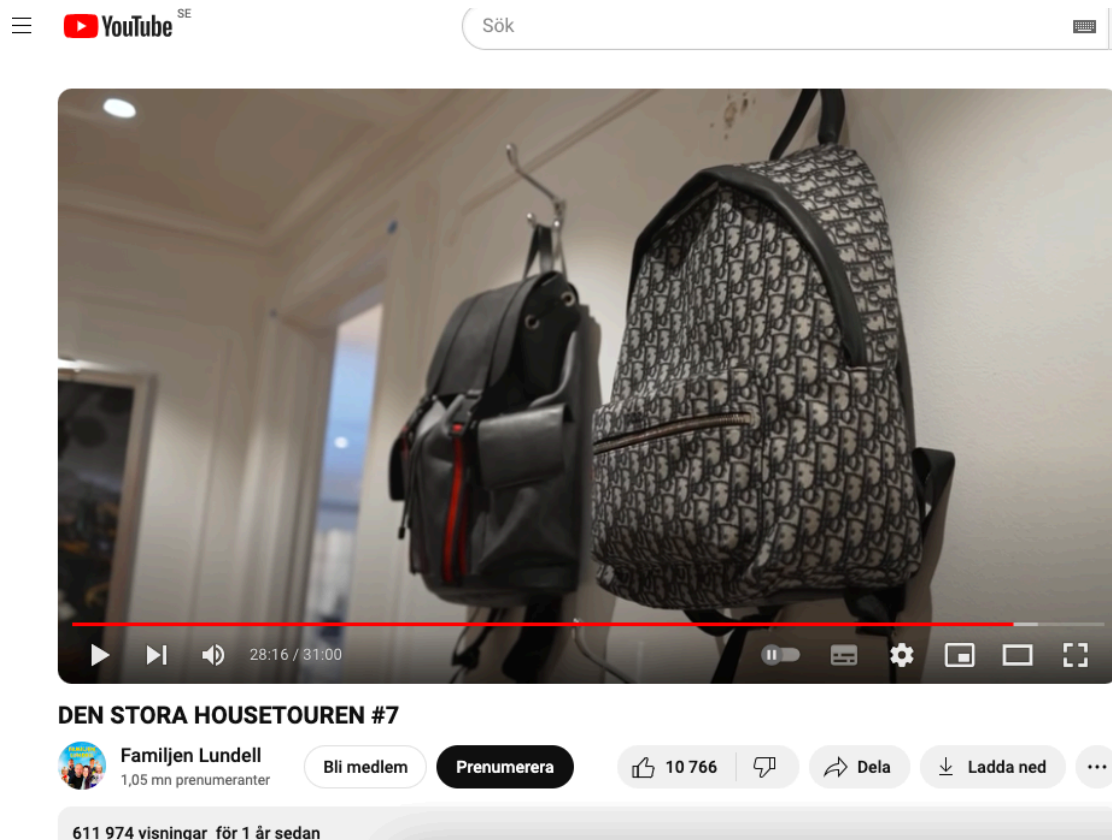 YouTube SE
Sök
28:16 / 31:00
DEN STORA HOUSETOUREN #7
Familjen Lundell
1,05 mn prenumeranter
Bli medlem
Prenumerera
10 766
Dela
Ladda ned
611 974 visningar för 1 år sedan